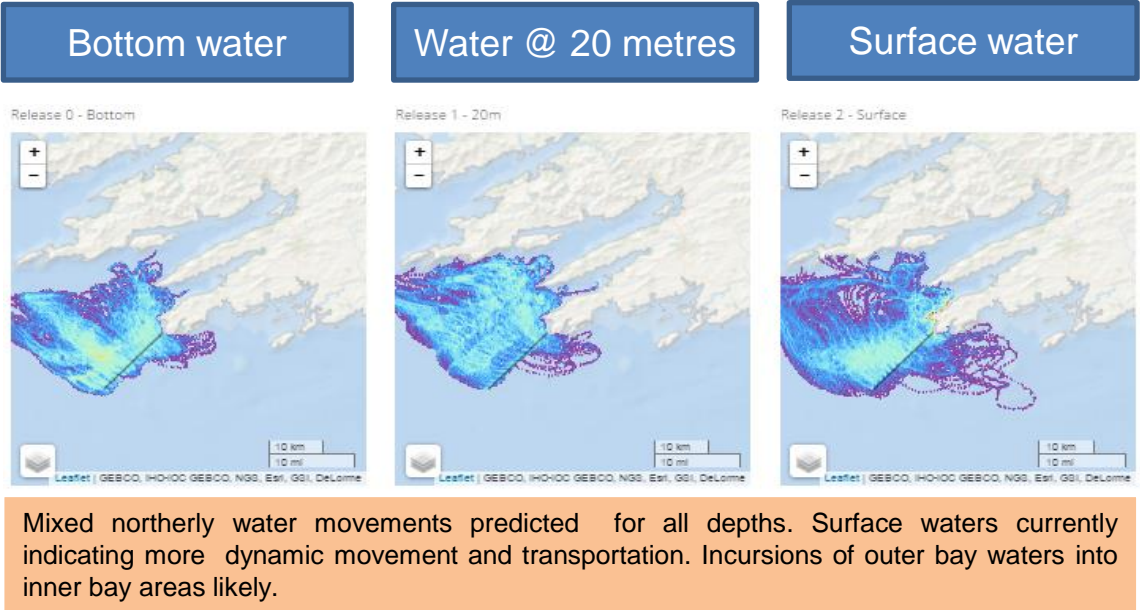 Bottom water
Water @ 20 metres
Surface water
Release 0 - Bottom
Release 1 - 20m
Release 2 - Surface
+
−
+
−
+
−
10 km
10 mi
10 km
10 mi
10 km
10 mi
Leaflet | GEBCO, IHO-IOC GEBCO, NGS, Esri, GSI, DeLorme
Leaflet | GEBCO, IHO-IOC GEBCO, NGS, Esri, GSI, DeLorme
Leaflet | GEBCO, IHO-IOC GEBCO, NGS, Esri, GSI, DeLorme
Mixed northerly water movements predicted for all depths. Surface waters currently
indicating more dynamic movement and transportation. Incursions of outer bay waters into
inner bay areas likely.